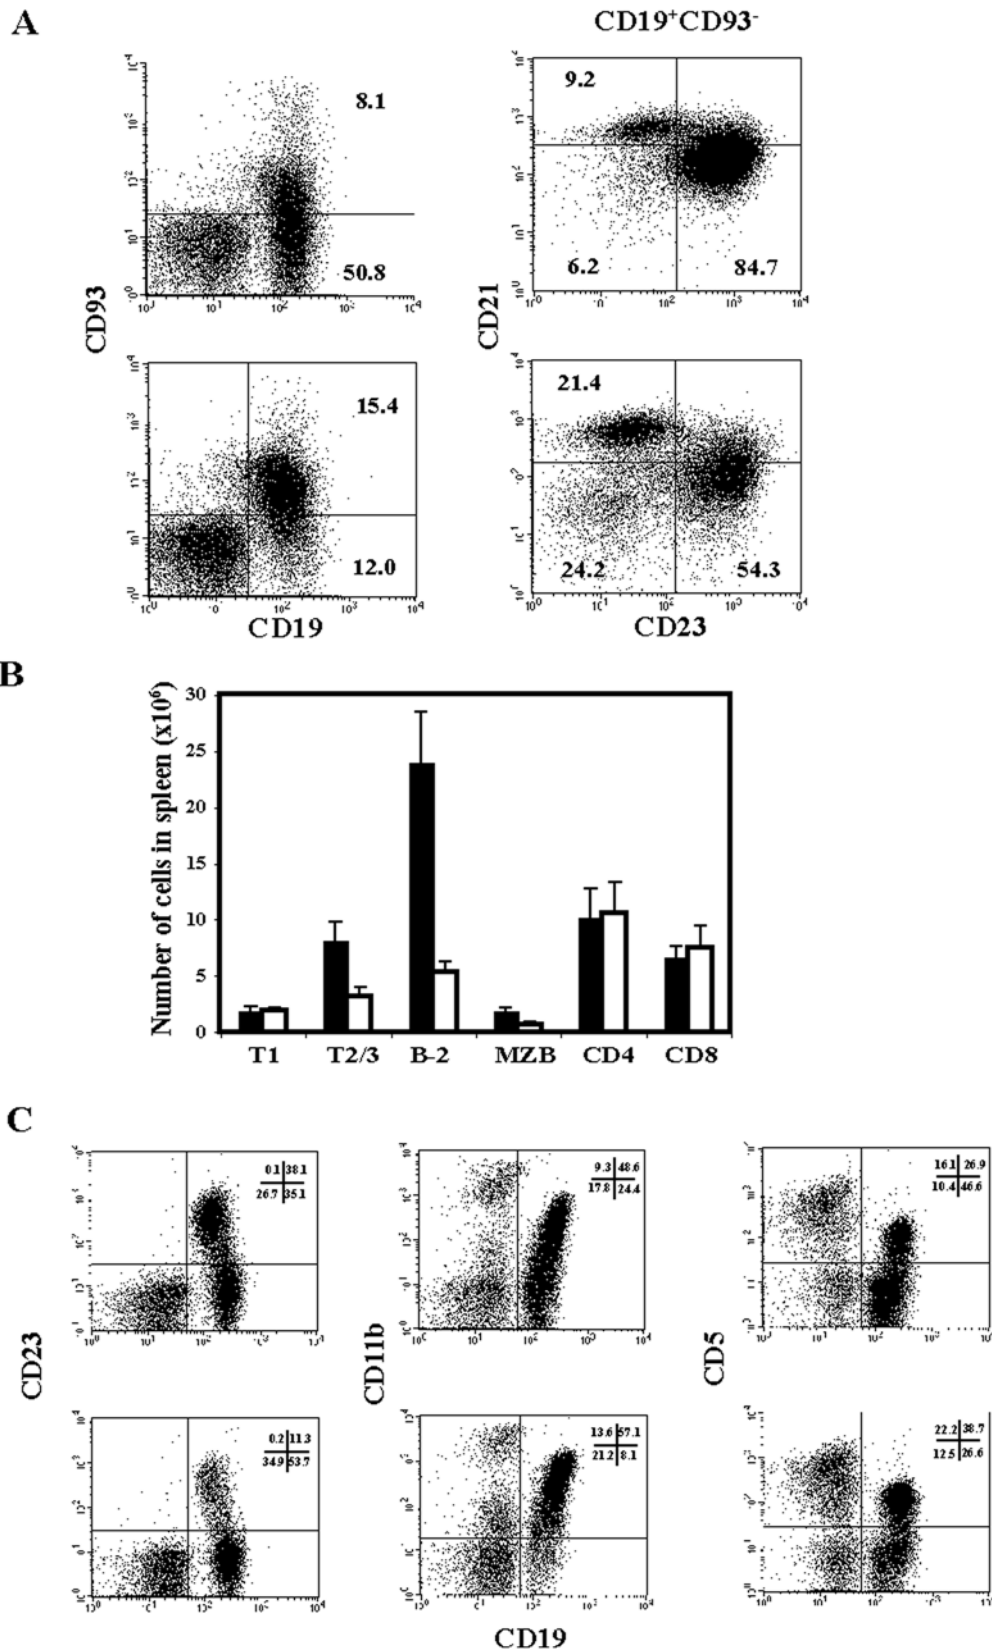 A
CD19+CD93-
8.1
50.8
CD93
9.2
6.2
84.7
CD21
15.4
12.0
CD19
21.4
24.2
54.3
CD23
B
Number of cells in spleen (x10⁶)
30
25
20
15
10
5
0
T1 T2/3 B-2 MZB CD4 CD8
C
0.1 38.1
26.7 35.1
9.3 48.6
17.8 24.4
16.1 26.9
10.4 46.6
CD23
CD11b
CD5
0.2 11.3
34.9 53.7
13.6 57.1
21.2 8.1
22.2 38.7
12.5 26.6
CD19